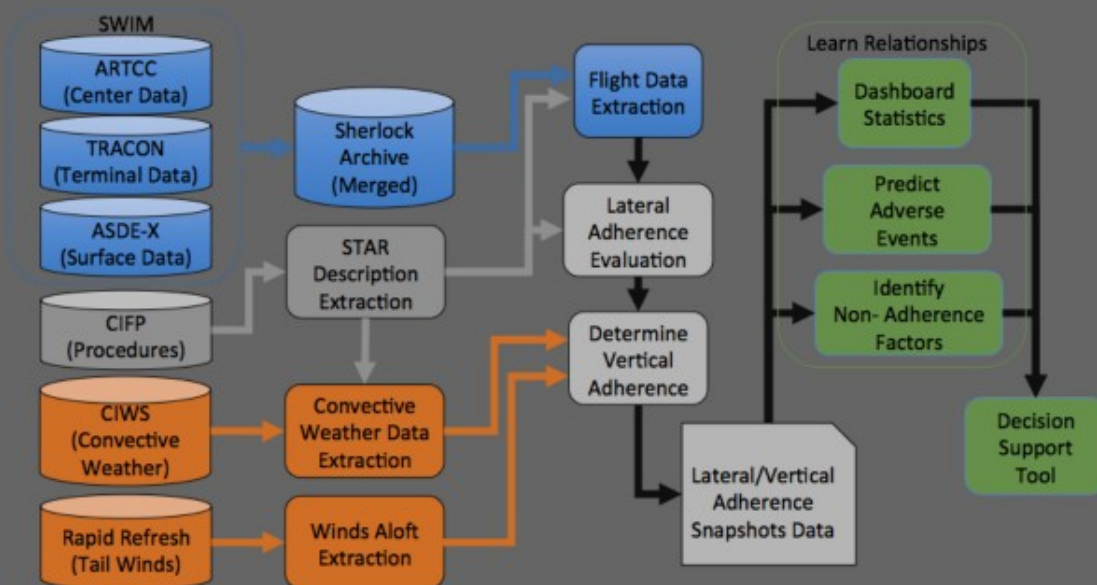 SWIM
ARTCC
(Center Data)
TRACON
(Terminal Data)
ASDE-X
(Surface Data)
CIFP
(Procedures)
CIWS
(Convective
Weather)
Rapid Refresh
(Tail Winds)
Sherlock
Archive
(Merged)
STAR
Description
Extraction
Convective
Weather Data
Extraction
Winds Aloft
Extraction
Flight Data
Extraction
Lateral
Adherence
Evaluation
Determine
Vertical
Adherence
Lateral/Vertical
Adherence
Snapshots Data
Learn Relationships
Dashboard
Statistics
Predict
Adverse
Events
Identify
Non- Adherence
Factors
Decision
Support
Tool